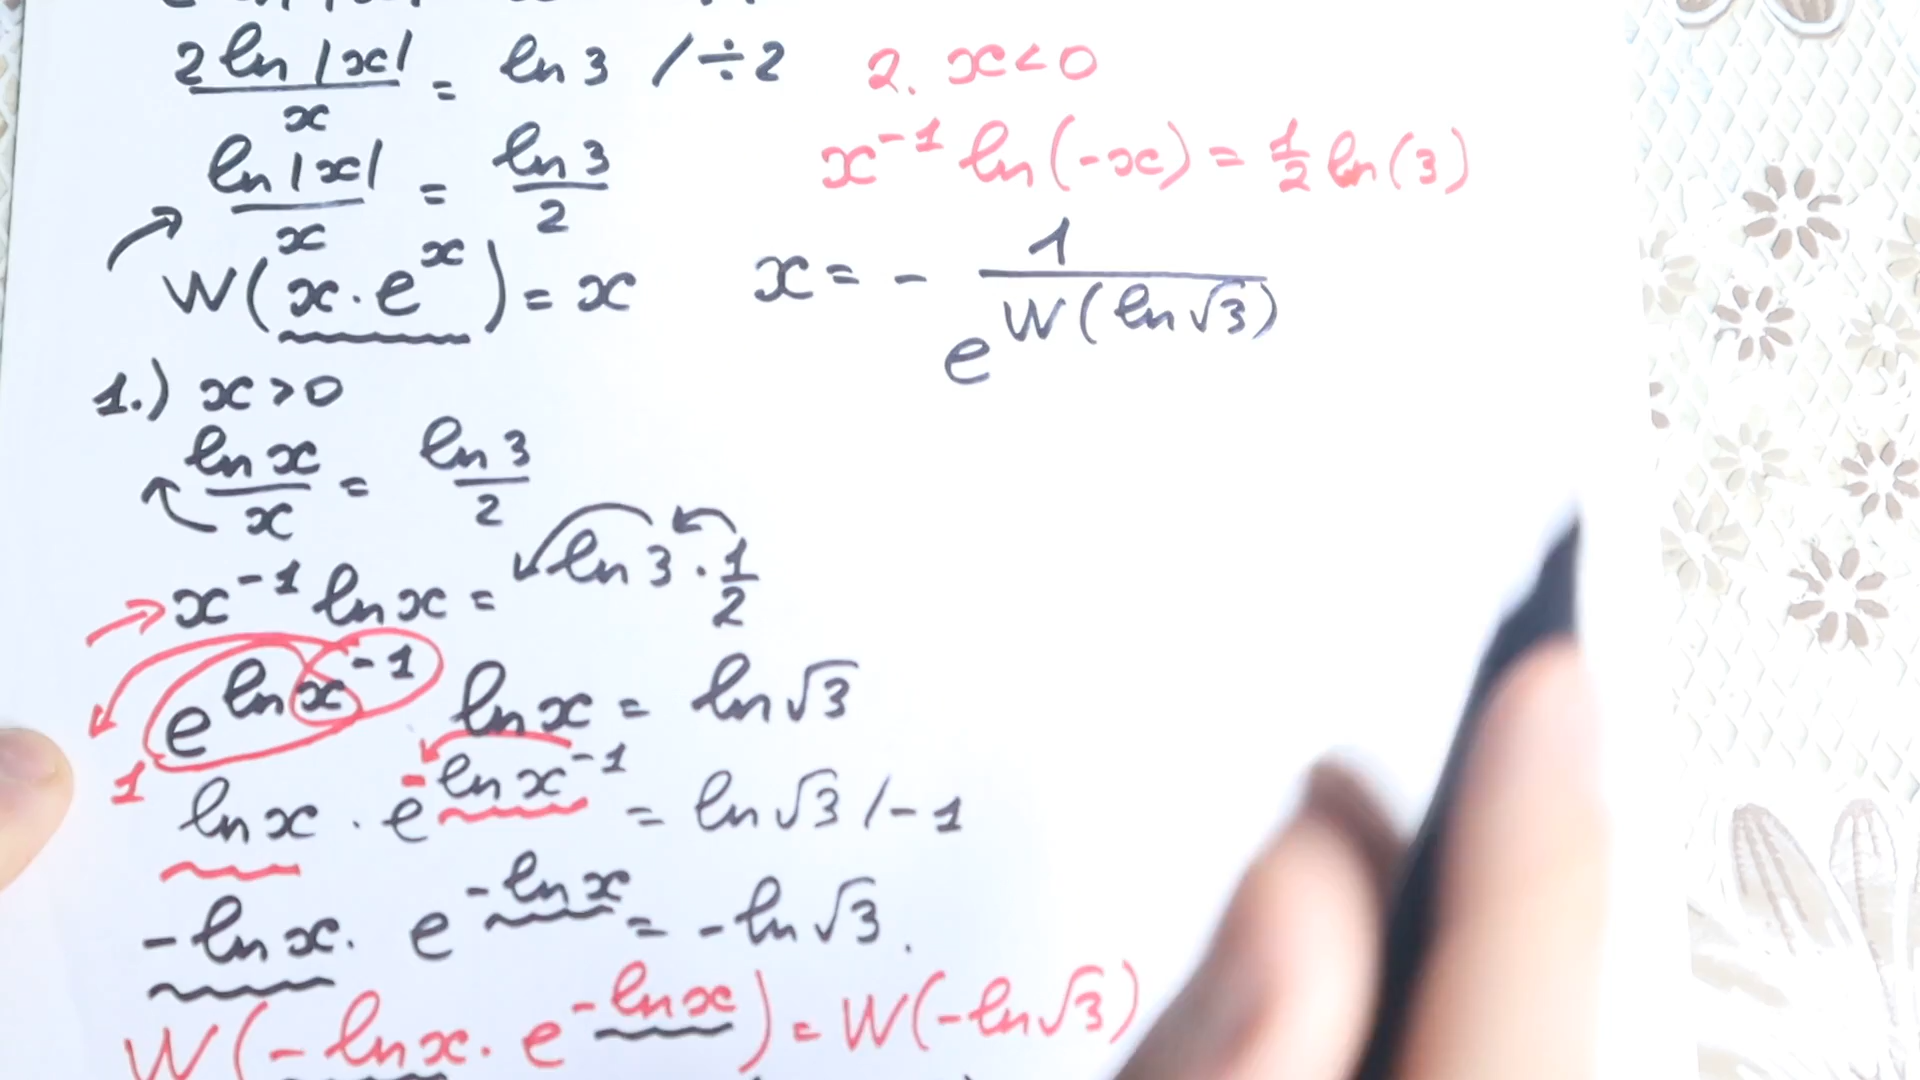 2 ln |x| / x = ln 3 / ÷2
ln |x| / x = ln 3 / 2
W(x · e^x) = x
1.) x > 0
ln x / x = ln 3 / 2
x^-1 ln x = ln 3 · 1/2
e^ln x^-1 ln x = ln √3
1
ln x · e^-ln x^-1 = ln √3 / -1
-ln x · e^-ln x = -ln √3.
W(-ln x · e^-ln x) = W(-ln √3)
2. x < 0
x^-1 ln(-x) = 1/2 ln(3)
x = - 1 / e^W(ln √3)